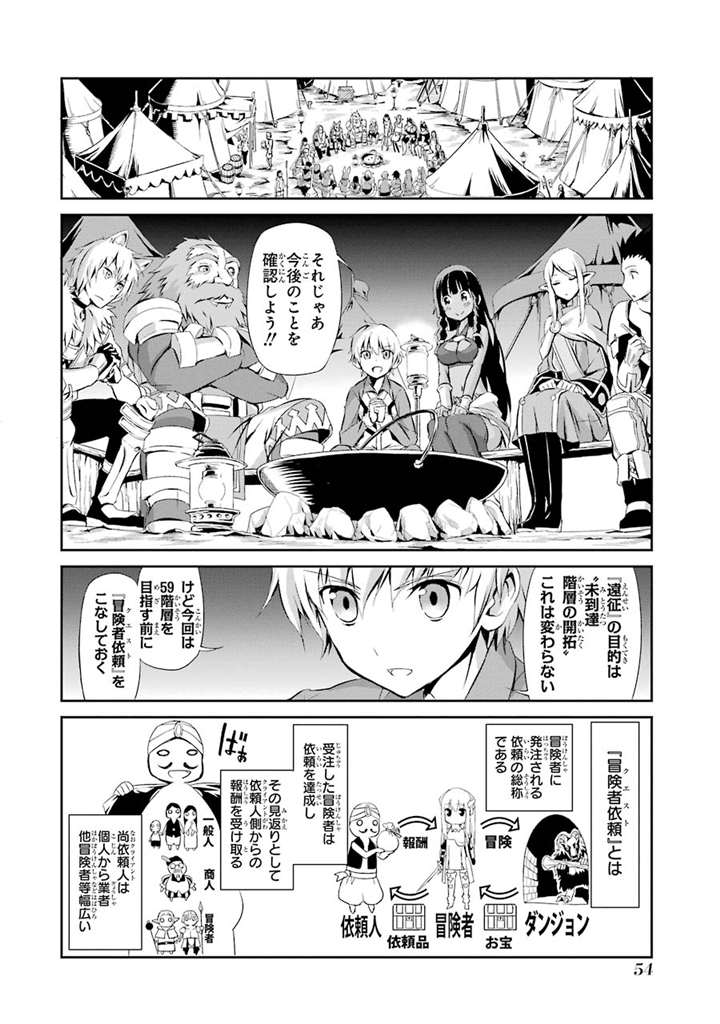 それじゃあ
今後のことを
確認しよう!!
『遠征』の目的は
〝未到達
階層の開拓〟
これは変わらない
けど今回は
59階層を
目指す前に
『冒険者依頼』を
こなしておく
『冒険者依頼』とは
冒険者に
発注される
依頼の総称
である
ダンジョン
冒険
お宝
冒険者
報酬
依頼品
依頼人
受注した冒険者は
依頼を達成し
その見返りとして
依頼人側からの
報酬を受け取る
ばあぁ
一般人
商人
冒険者
尚依頼人は
個人から業者
他冒険者等幅広い
54